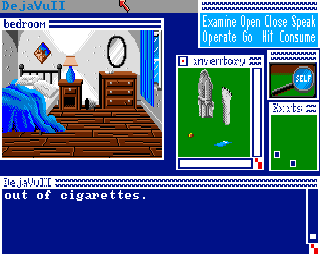 DejaVuII
Examine Open Close Speak
Operate Go Hit Consume
bedroom
inventory
SELF
Exits
DejaVuII
out of cigarettes.